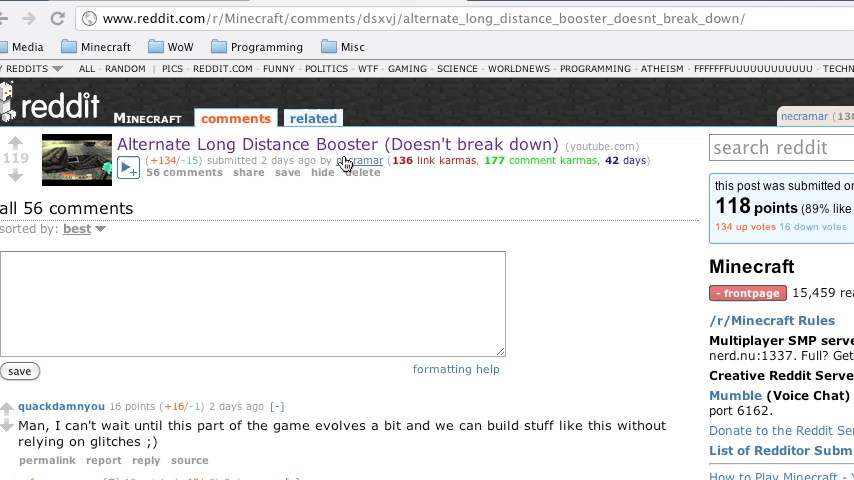 www.reddit.com/r/Minecraft/comments/dsxvj/alternate_long_distance_booster_doesnt_break_down/
Media Minecraft WoW Programming Misc
Y REDDITS ALL - RANDOM | PICS - REDDIT.COM - FUNNY - POLITICS - WTF - GAMING - SCIENCE - WORLDNEWS - PROGRAMMING - ATHEISM - FFFFFFFUUUUUUUUUUUU - TECHN
reddit MINECRAFT comments related
necramar (136
Alternate Long Distance Booster (Doesn't break down) (youtube.com)
119
(+134/-15) submitted 2 days ago by necramar (136 link karmas, 177 comment karmas, 42 days)
56 comments share save hide delete
search reddit
this post was submitted on
118 points (89% like
134 up votes 16 down votes
all 56 comments
sorted by: best
save
formatting help
Minecraft
- frontpage 15,459 rea
/r/Minecraft Rules
Multiplayer SMP serve
nerd.nu:1337. Full? Get
Creative Reddit Serve
Mumble (Voice Chat)
port 6162.
Donate to the Reddit Se
List of Redditor Subm
How to Play Minecraft -
quackdamnyou 16 points (+16/-1) 2 days ago [-]
Man, I can't wait until this part of the game evolves a bit and we can build stuff like this without
relying on glitches ;)
permalink report reply source